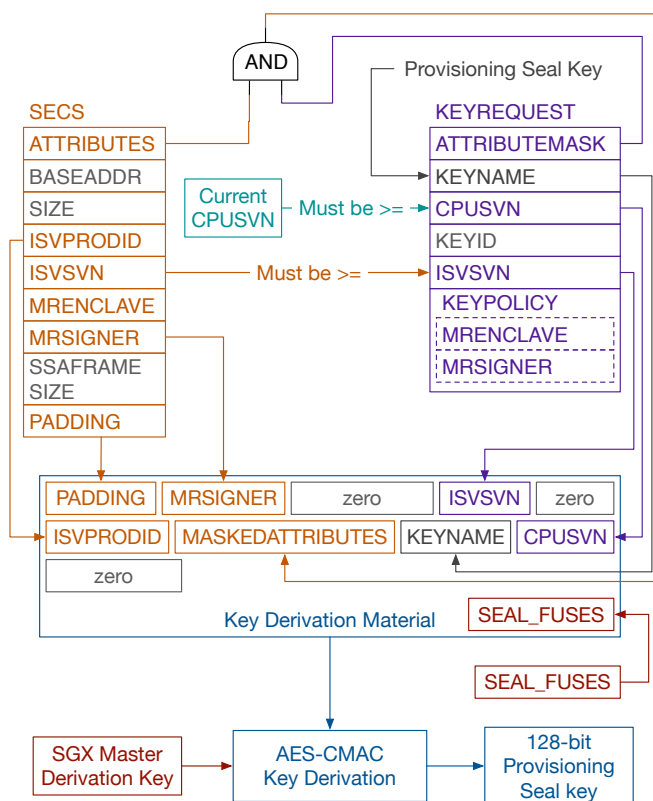 AND
Provisioning Seal Key
SECS
KEYREQUEST
ATTRIBUTES
ATTRIBUTEMASK
BASEADDR
KEYNAME
SIZE
Current
CPUSVN
Must be >=
CPUSVN
ISVPRODID
KEYID
ISVSVN
Must be >=
ISVSVN
MRENCLAVE
KEYPOLICY
MRSIGNER
MRENCLAVE
SSAFRAME
SIZE
MRSIGNER
PADDING
PADDING
MRSIGNER
zero
ISVSVN
zero
ISVPRODID
MASKEDATTRIBUTES
KEYNAME
CPUSVN
zero
Key Derivation Material
SEAL_FUSES
SEAL_FUSES
SGX Master
Derivation Key
AES-CMAC
Key Derivation
128-bit
Provisioning
Seal key